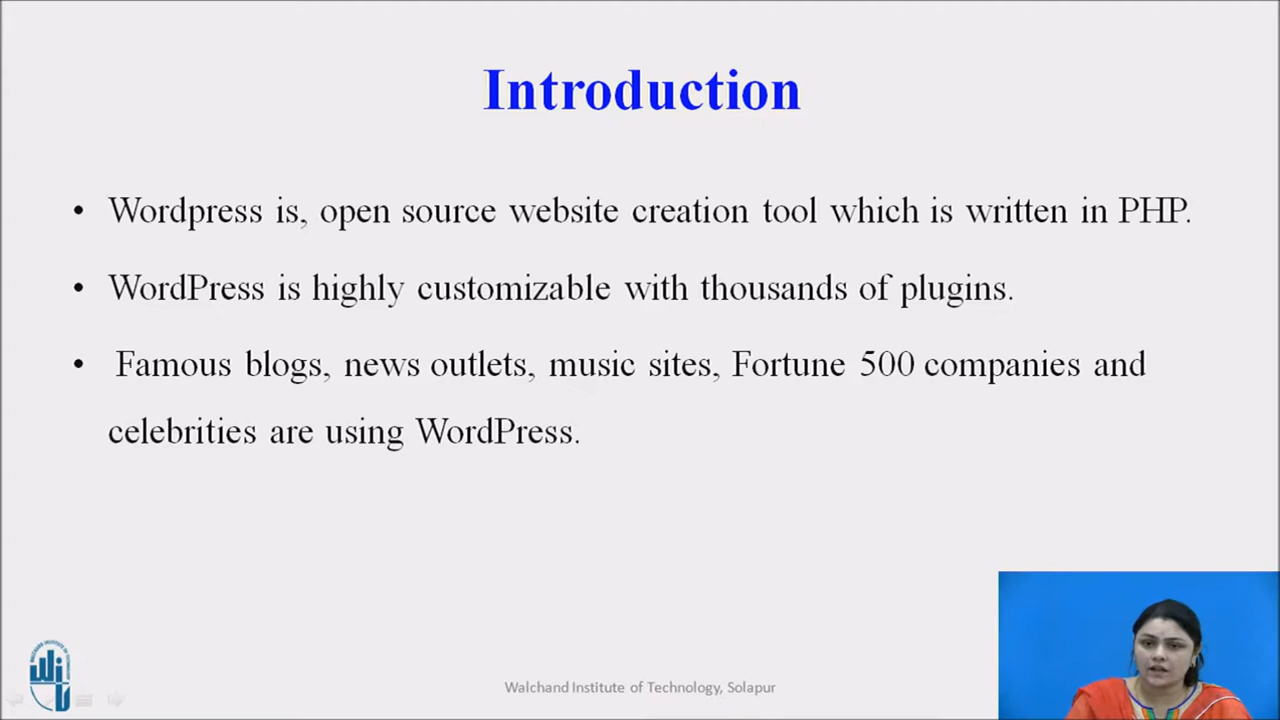 Introduction
• Wordpress is, open source website creation tool which is written in PHP.
• WordPress is highly customizable with thousands of plugins.
• Famous blogs, news outlets, music sites, Fortune 500 companies and
celebrities are using WordPress.
Walchand Institute of Technology, Solapur